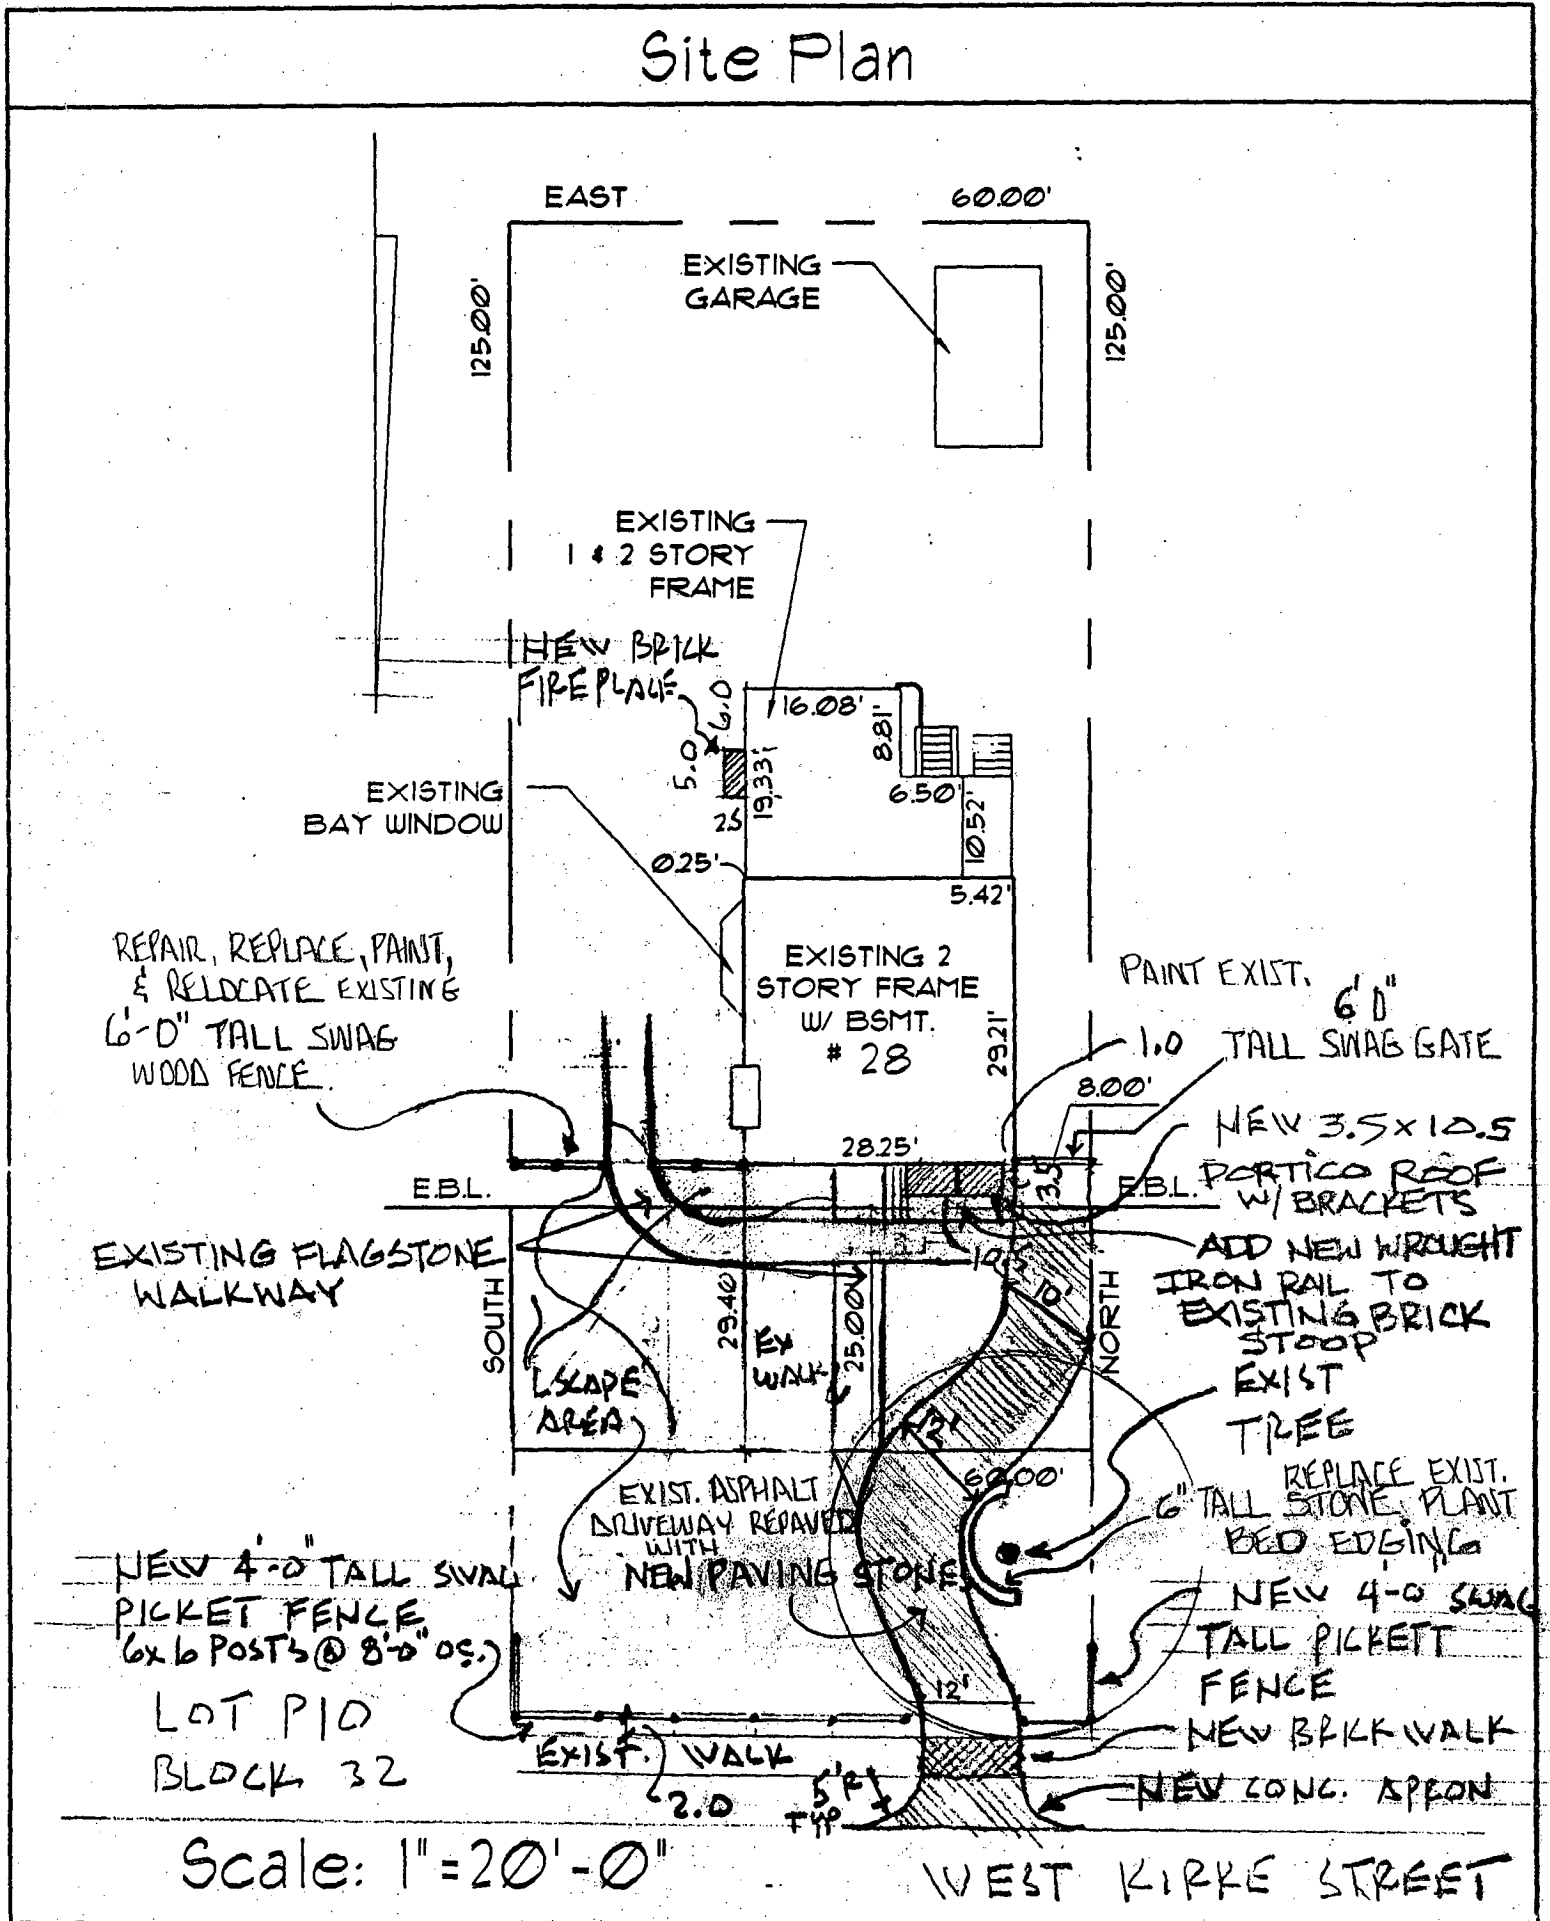 Site Plan
EAST 60.00'
EXISTING
GARAGE
125.00'
125.00'
EXISTING
1 & 2 STORY
FRAME
NEW BRICK
FIREPLACE
6.0
16.08'
8.81'
5.0
19.33'
6.50'
25
10.52'
EXISTING
BAY WINDOW
0.25'
5.42'
EXISTING 2
STORY FRAME
W/ BSMT.
# 28
29.21'
REPAIR, REPLACE, PAINT,
& RELOCATE EXISTING
6'-0" TALL SWAG
WOOD FENCE.
PAINT EXIST.
6'0"
TALL SWAG GATE
1.0
8.00'
28.25'
3.5
NEW 3.5 x 10.5
PORTICO ROOF
W/ BRACKETS
E.B.L.
E.B.L.
EXISTING FLAGSTONE
WALKWAY
ADD NEW WROUGHT
IRON RAIL TO
EXISTING BRICK
STOOP
10.5
10'
SOUTH
29.40
EX
WALK
25.00
NORTH
L'SCAPE
AREA
EXIST
TREE
12'
60.00'
EXIST. ASPHALT
DRIVEWAY REPAVED
WITH
NEW PAVING STONE
REPLACE EXIST.
6" TALL STONE PLANT
BED EDGING
NEW 4'-0" TALL SWAG
PICKET FENCE
6x6 POSTS @ 8'-0" OC.
NEW 4'-0 SWAG
TALL PICKETT
FENCE
LOT P10
BLOCK 32
12'
EXIST. WALK
2.0
5'R
TYP
NEW BRICK WALK
NEW CONC. APRON
Scale: 1"=20'-0"
WEST KIRKE STREET